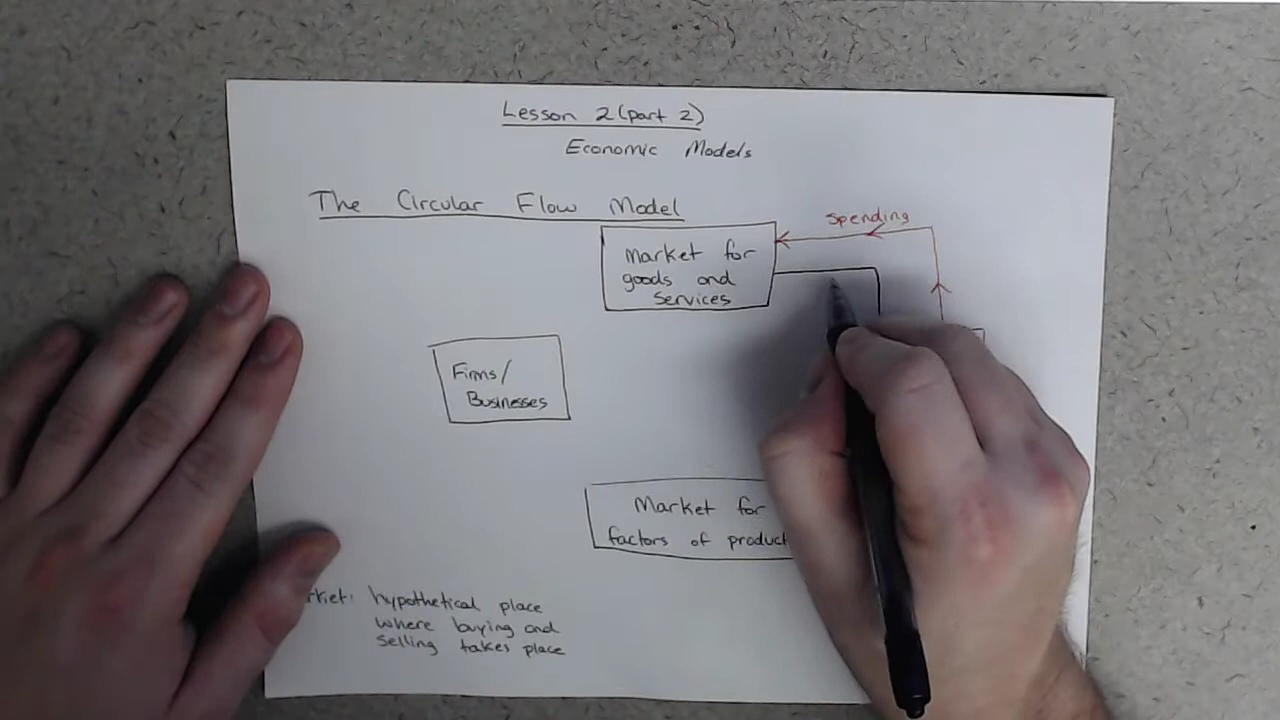 Lesson 2 (part 2)
Economic Models
The Circular Flow Model
Spending
Market for
goods and
Services
Firms/
Businesses
Market for
factors of product
hypothetical place
where buying and
selling takes place